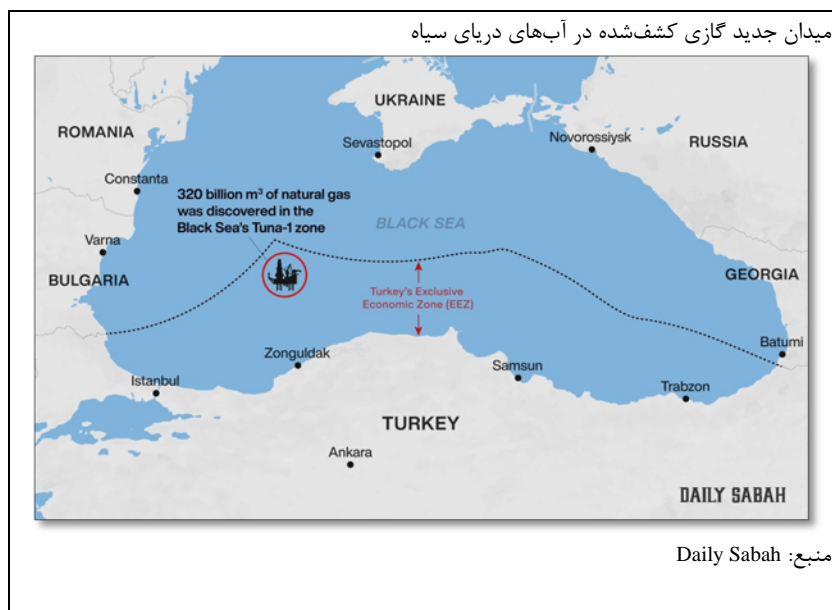 میدان جدید گازی کشف‌شده در آب‌های دریای سیاه
UKRAINE
ROMANIA
Sevastopol
Novorossiysk
RUSSIA
Constanta
320 billion m³ of natural gas
was discovered in the
Black Sea's Tuna-1 zone
BLACK SEA
Varna
BULGARIA
GEORGIA
Turkey's Exclusive
Economic Zone (EEZ)
Zonguldak
Batumi
Istanbul
Samsun
Trabzon
TURKEY
Ankara
DAILY SABAH
منبع: Daily Sabah